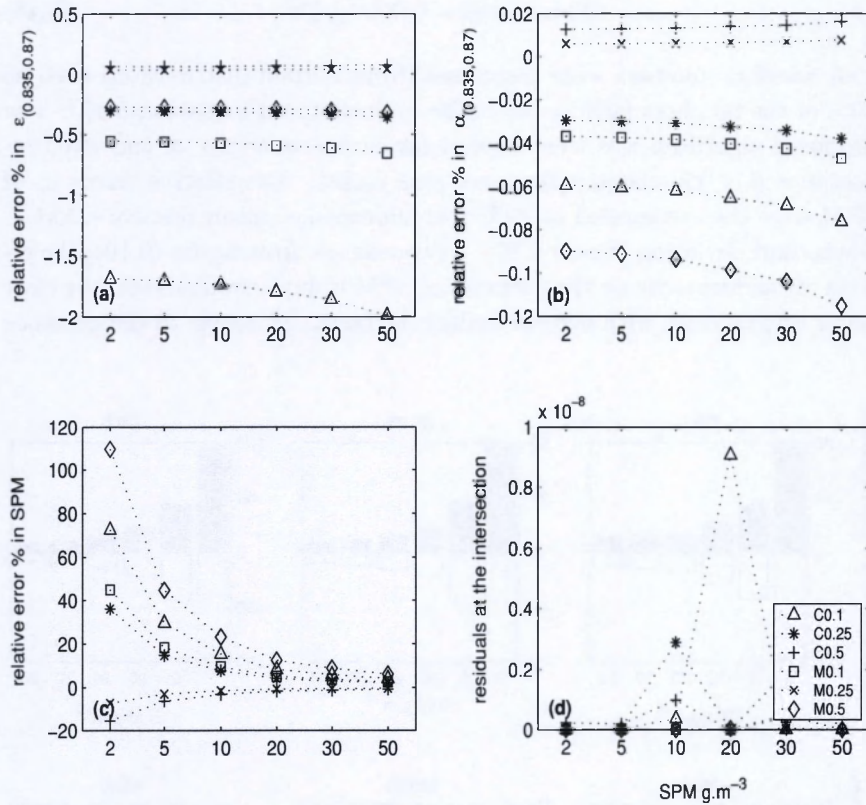 relative error % in ε(0.835,0.87)
0.5
0
−0.5
−1
−1.5
−2
(a)
2 5 10 20 30 50
relative error % in α(0.835,0.87)
0.02
0
−0.02
−0.04
−0.06
−0.08
−0.1
−0.12
(b)
2 5 10 20 30 50
relative error % in SPM
120
100
80
60
40
20
0
−20
(c)
2 5 10 20 30 50
x 10−8
residuals at the intersection
1
0.8
0.6
0.4
0.2
0
(d)
C0.1
C0.25
C0.5
M0.1
M0.25
M0.5
2 5 10 20 30 50
SPM g.m−3